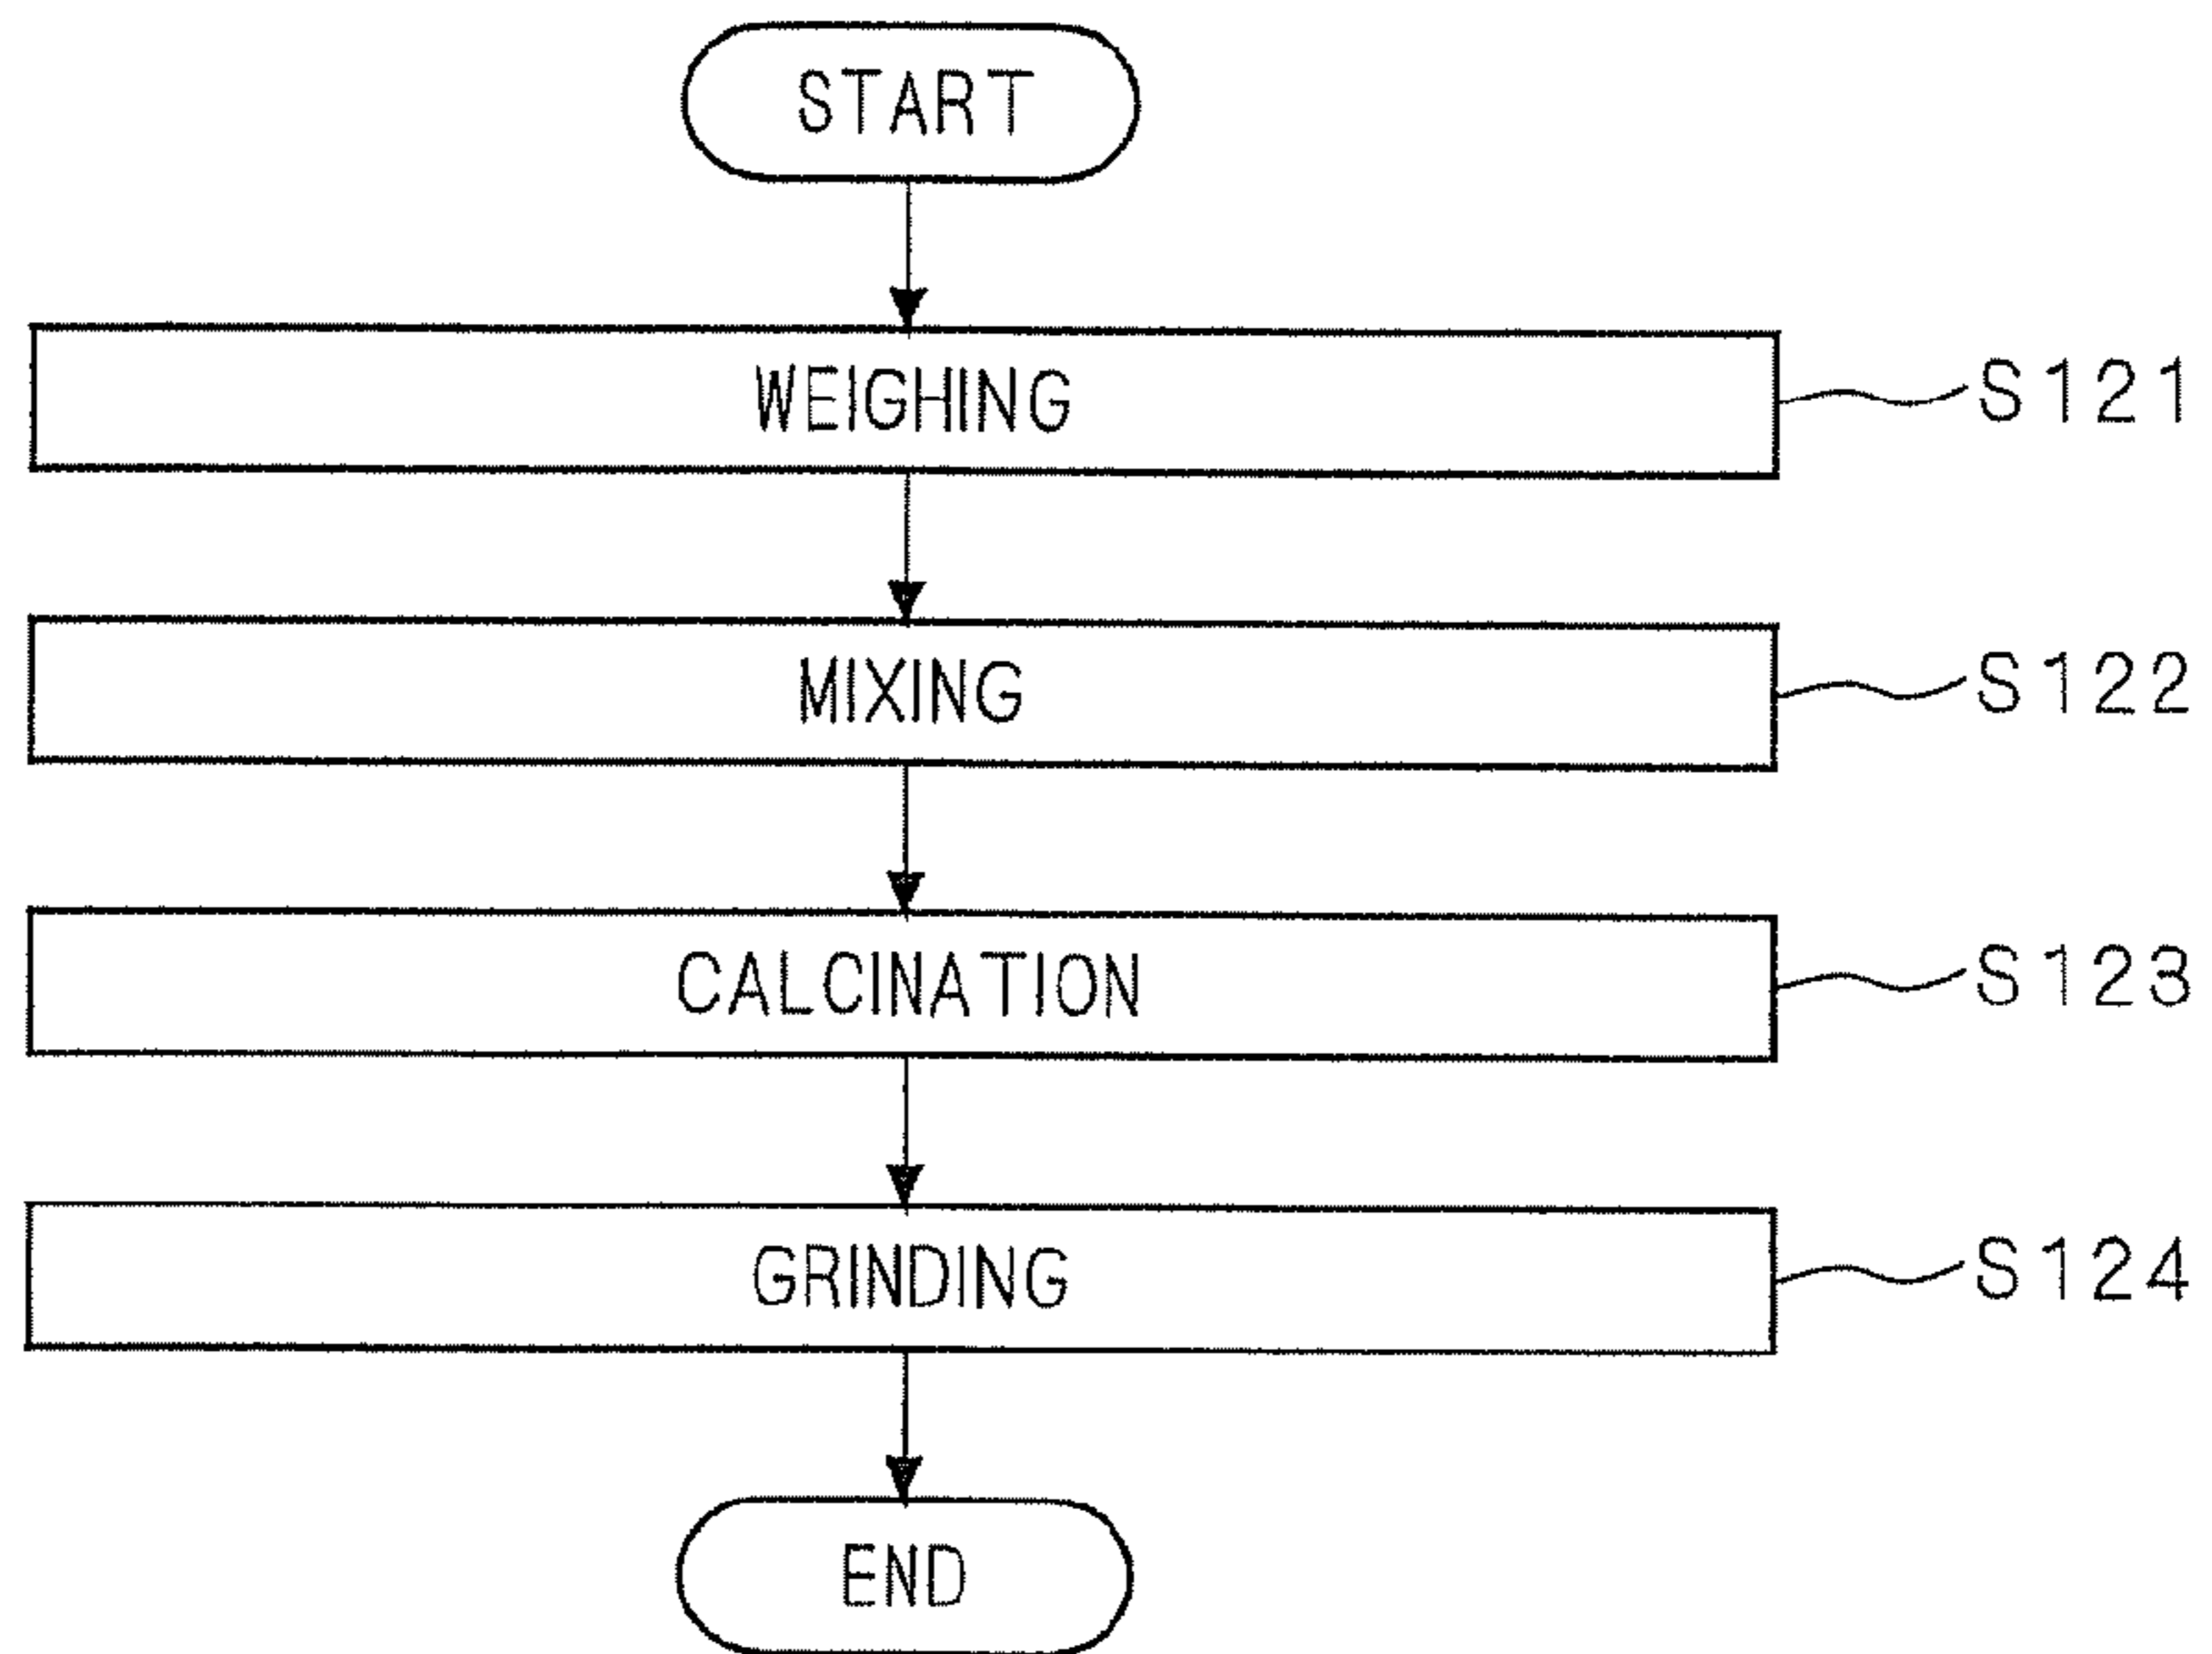 START
WEIGHING S121
MIXING S122
CALCINATION S123
GRINDING S124
END